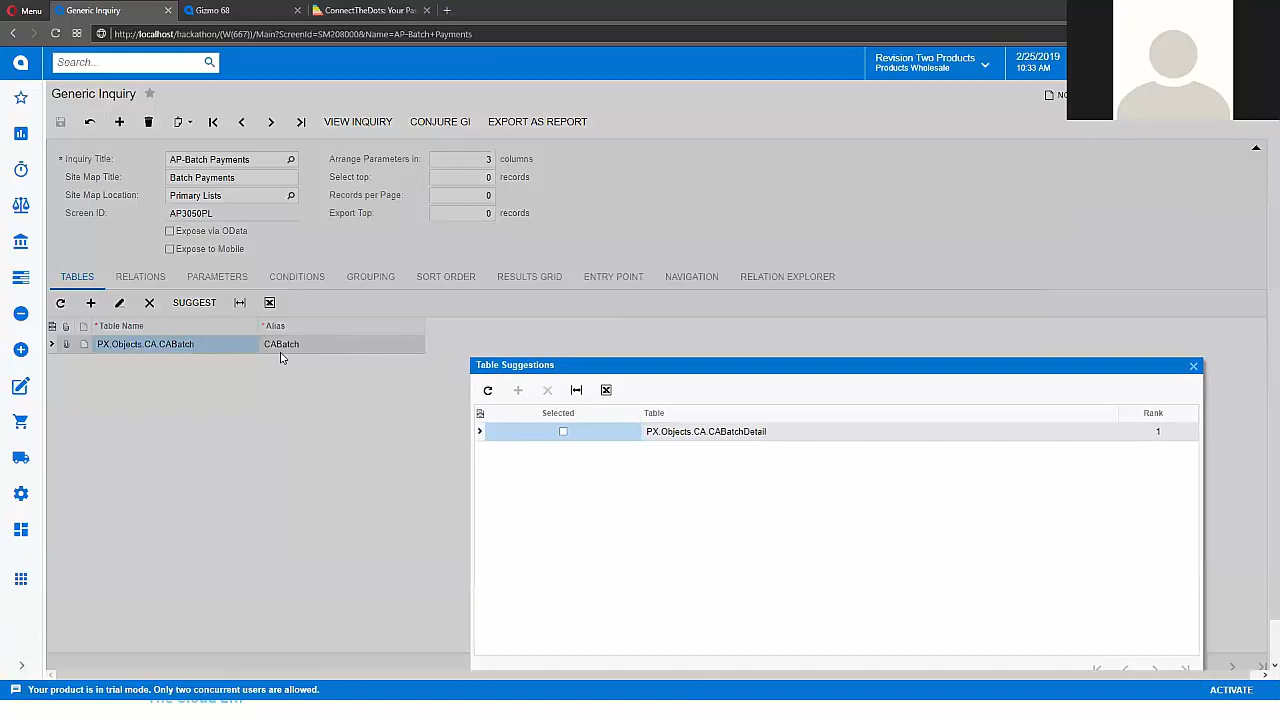 Menu
Generic Inquiry
Gizmo 68
ConnectTheDots: Your Pa
http://localhost/hackathon/(W(667))/Main?ScreenId=SM208000&Name=AP-Batch+Payments
Search...
Revision Two Products
Products Wholesale
2/25/2019
10:33 AM
Generic Inquiry
VIEW INQUIRY
CONJURE GI
EXPORT AS REPORT
* Inquiry Title:
AP-Batch Payments
Arrange Parameters in:
3
columns
Site Map Title:
Batch Payments
Select top:
0
records
Site Map Location:
Primary Lists
Records per Page:
0
Screen ID:
AP3050PL
Export Top:
0
records
Expose via OData
Expose to Mobile
TABLES
RELATIONS
PARAMETERS
CONDITIONS
GROUPING
SORT ORDER
RESULTS GRID
ENTRY POINT
NAVIGATION
RELATION EXPLORER
SUGGEST
* Table Name
* Alias
PX.Objects.CA.CABatch
CABatch
Table Suggestions
Selected
Table
Rank
PX.Objects.CA.CABatchDetail
1
Your product is in trial mode. Only two concurrent users are allowed.
ACTIVATE